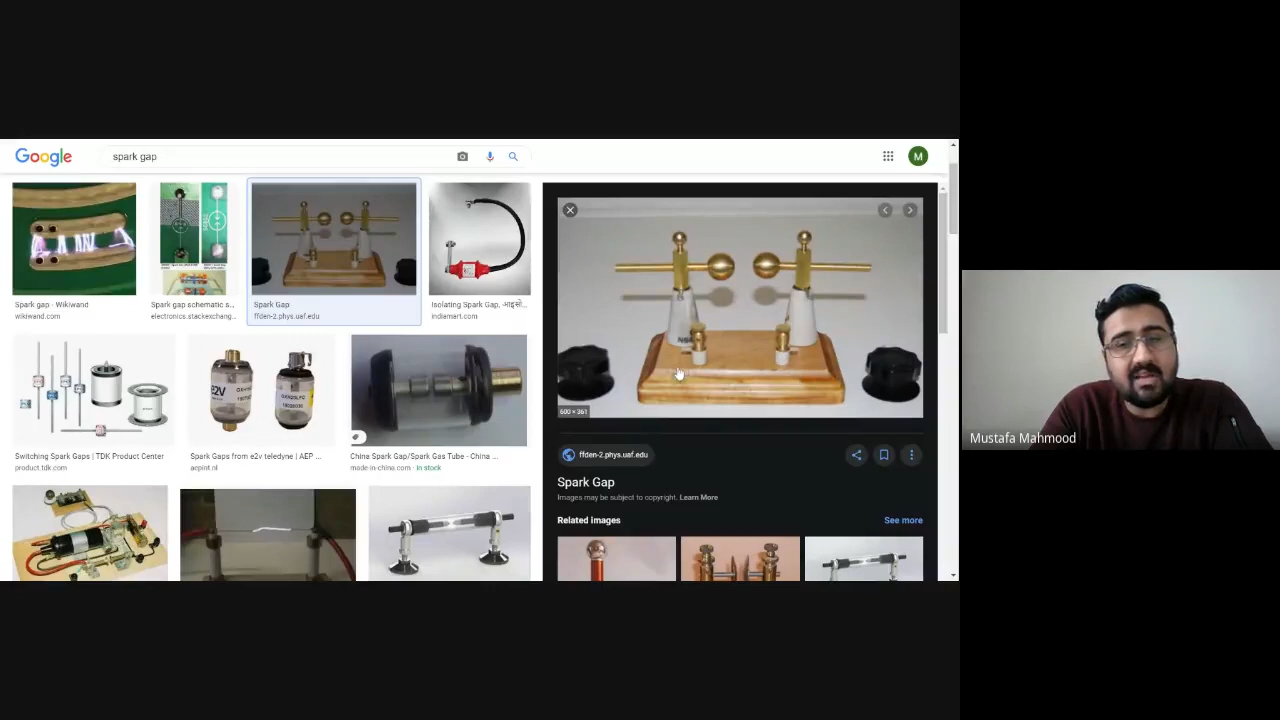 Google
spark gap
M
Spark gap - Wikiwand
wikiwand.com
Spark gap schematic s...
electronics.stackexchang...
Spark Gap
ffden-2.phys.uaf.edu
Isolating Spark Gap, -माइसो...
indiamart.com
600 × 361
Switching Spark Gaps | TDK Product Center
product.tdk.com
e2V
Spark Gaps from e2v teledyne | AEP ...
aepiot.nl
China Spark Gap/Spark Gas Tube - China ...
made-in-china.com · In stock
ffden-2.phys.uaf.edu
Spark Gap
Images may be subject to copyright. Learn More
Related images
See more
Mustafa Mahmood